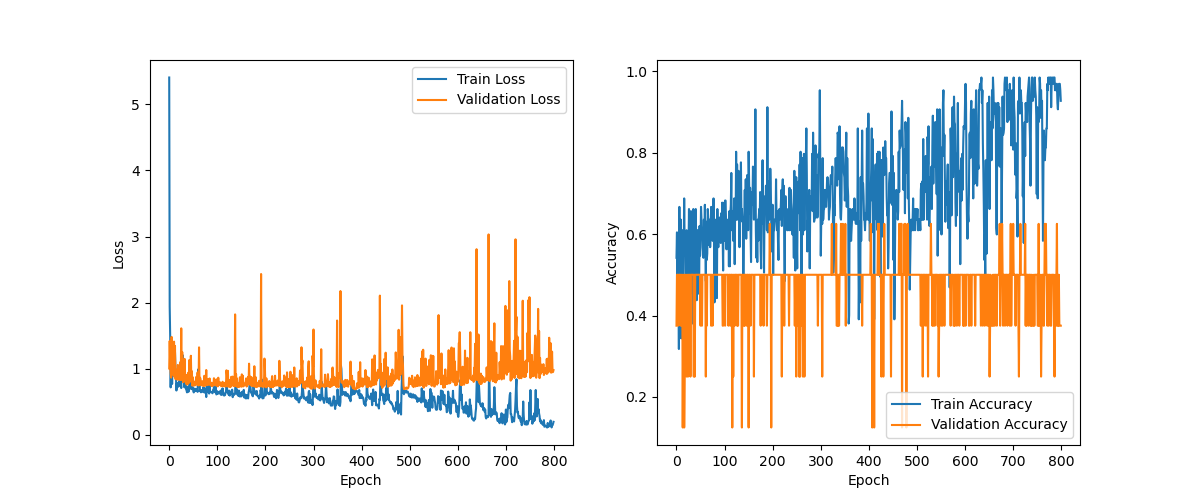 Train Loss
Validation Loss
5
4
3
2
1
0
Loss
0 100 200 300 400 500 600 700 800
Epoch
1.0
0.8
0.6
0.4
0.2
Accuracy
Train Accuracy
Validation Accuracy
0 100 200 300 400 500 600 700 800
Epoch